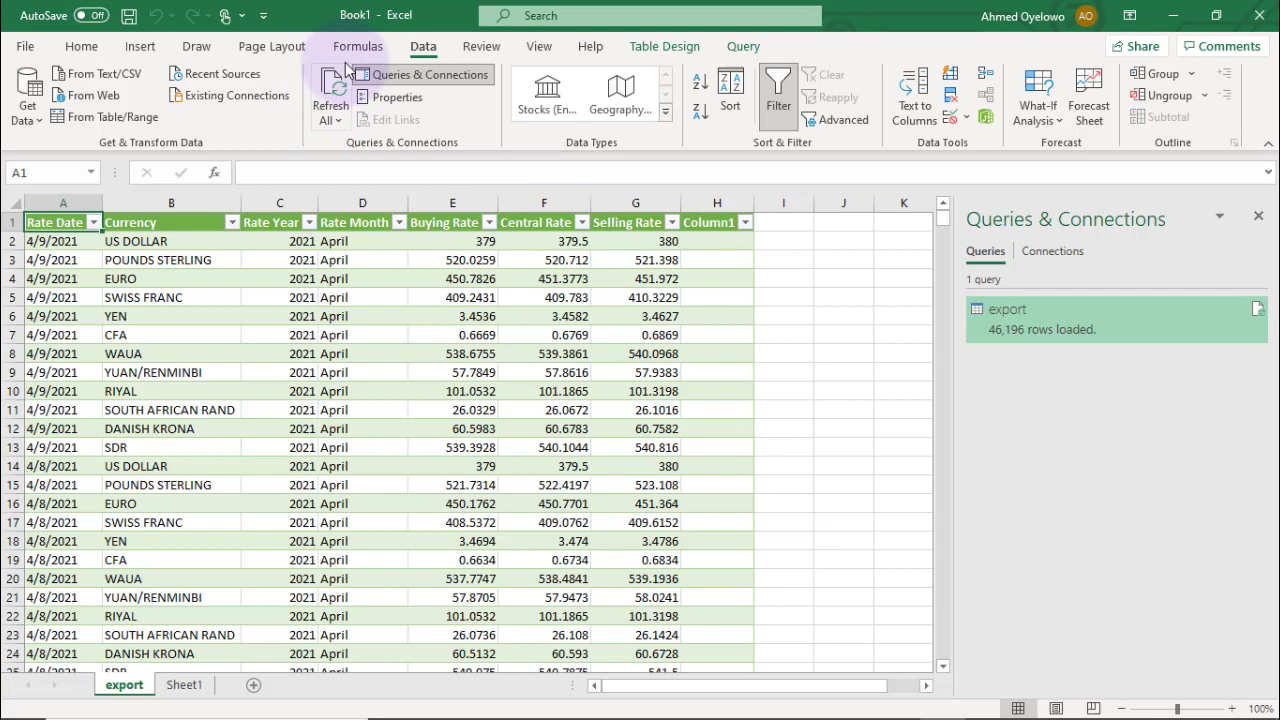 AutoSave Off Book1 - Excel Search Ahmed Oyelowo AO
File Home Insert Draw Page Layout Formulas Data Review View Help Table Design Query Share Comments
Get Data From Text/CSV From Web From Table/Range Recent Sources Existing Connections
Refresh All Queries & Connections Properties Edit Links
Stocks (En... Geography...
Sort Filter Clear Reapply Advanced
Text to Columns What-If Analysis Forecast Sheet Group Ungroup Subtotal
Get & Transform Data Queries & Connections Data Types Sort & Filter Data Tools Forecast Outline
A1 fx
A B C D E F G H I J K
1 Rate Date Currency Rate Year Rate Month Buying Rate Central Rate Selling Rate Column1
2 4/9/2021 US DOLLAR 2021 April 379 379.5 380
3 4/9/2021 POUNDS STERLING 2021 April 520.0259 520.712 521.398
4 4/9/2021 EURO 2021 April 450.7826 451.3773 451.972
5 4/9/2021 SWISS FRANC 2021 April 409.2431 409.783 410.3229
6 4/9/2021 YEN 2021 April 3.4536 3.4582 3.4627
7 4/9/2021 CFA 2021 April 0.6669 0.6769 0.6869
8 4/9/2021 WAUA 2021 April 538.6755 539.3861 540.0968
9 4/9/2021 YUAN/RENMINBI 2021 April 57.7849 57.8616 57.9383
10 4/9/2021 RIYAL 2021 April 101.0532 101.1865 101.3198
11 4/9/2021 SOUTH AFRICAN RAND 2021 April 26.0329 26.0672 26.1016
12 4/9/2021 DANISH KRONA 2021 April 60.5983 60.6783 60.7582
13 4/9/2021 SDR 2021 April 539.3928 540.1044 540.816
14 4/8/2021 US DOLLAR 2021 April 379 379.5 380
15 4/8/2021 POUNDS STERLING 2021 April 521.7314 522.4197 523.108
16 4/8/2021 EURO 2021 April 450.1762 450.7701 451.364
17 4/8/2021 SWISS FRANC 2021 April 408.5372 409.0762 409.6152
18 4/8/2021 YEN 2021 April 3.4694 3.474 3.4786
19 4/8/2021 CFA 2021 April 0.6634 0.6734 0.6834
20 4/8/2021 WAUA 2021 April 537.7747 538.4841 539.1936
21 4/8/2021 YUAN/RENMINBI 2021 April 57.8705 57.9473 58.0241
22 4/8/2021 RIYAL 2021 April 101.0532 101.1865 101.3198
23 4/8/2021 SOUTH AFRICAN RAND 2021 April 26.0736 26.108 26.1424
24 4/8/2021 DANISH KRONA 2021 April 60.5132 60.593 60.6728
Queries & Connections
Queries Connections
1 query
export
46,196 rows loaded.
export Sheet1
100%